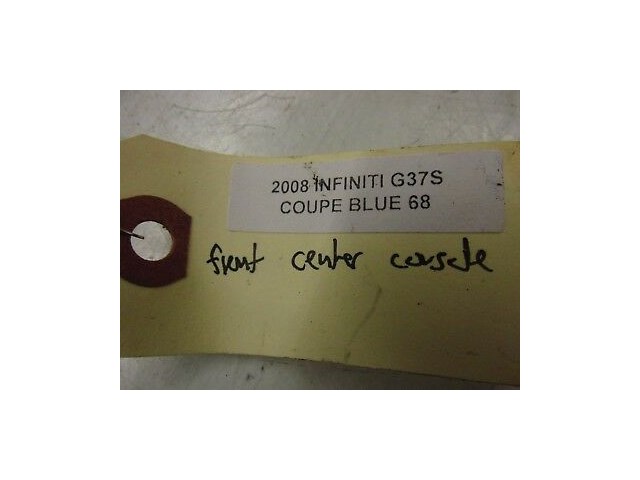 2008 INFINITI G37S
COUPE BLUE 68
front center console